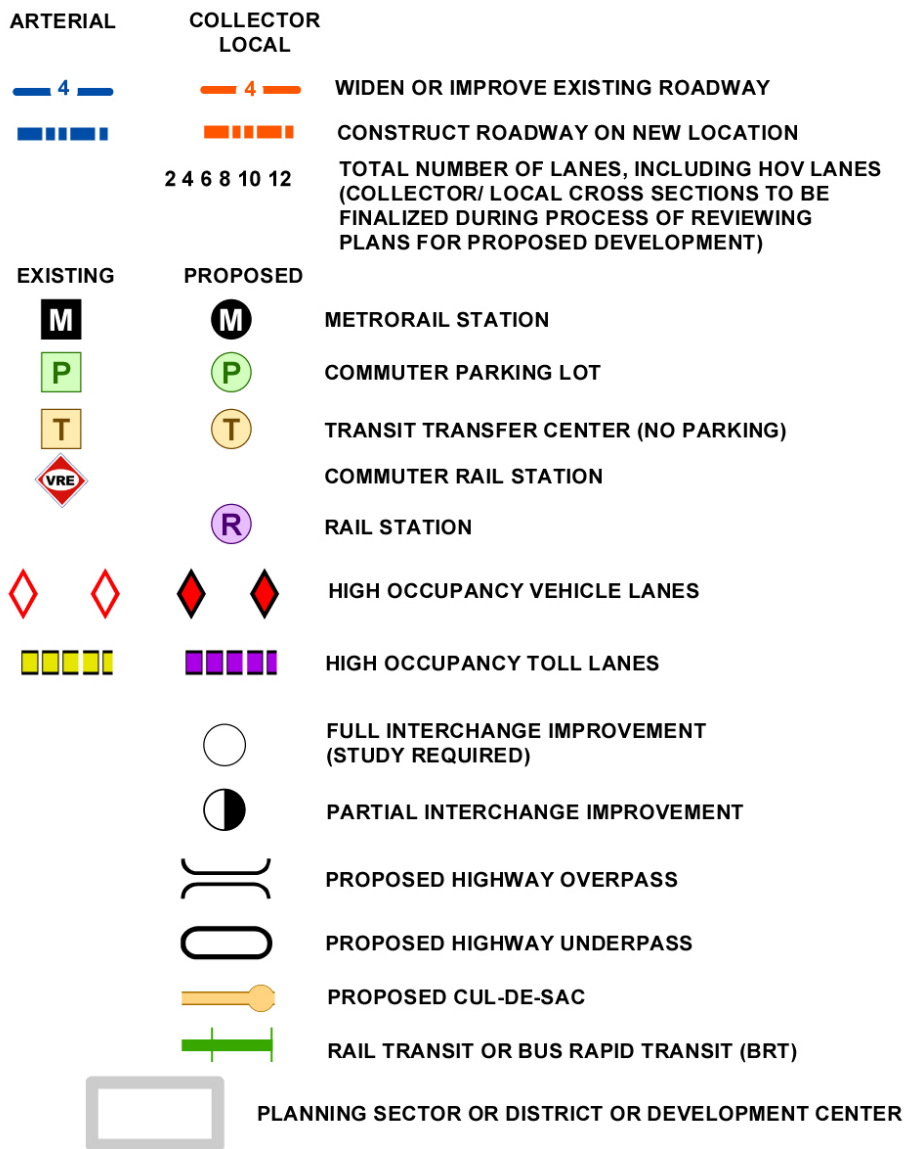 ARTERIAL
COLLECTOR
LOCAL
4 4 WIDEN OR IMPROVE EXISTING ROADWAY
CONSTRUCT ROADWAY ON NEW LOCATION
2 4 6 8 10 12 TOTAL NUMBER OF LANES, INCLUDING HOV LANES
(COLLECTOR/ LOCAL CROSS SECTIONS TO BE
FINALIZED DURING PROCESS OF REVIEWING
PLANS FOR PROPOSED DEVELOPMENT)
EXISTING PROPOSED
M M METRORAIL STATION
P P COMMUTER PARKING LOT
T T TRANSIT TRANSFER CENTER (NO PARKING)
VRE COMMUTER RAIL STATION
R RAIL STATION
HIGH OCCUPANCY VEHICLE LANES
HIGH OCCUPANCY TOLL LANES
FULL INTERCHANGE IMPROVEMENT
(STUDY REQUIRED)
PARTIAL INTERCHANGE IMPROVEMENT
PROPOSED HIGHWAY OVERPASS
PROPOSED HIGHWAY UNDERPASS
PROPOSED CUL-DE-SAC
RAIL TRANSIT OR BUS RAPID TRANSIT (BRT)
PLANNING SECTOR OR DISTRICT OR DEVELOPMENT CENTER